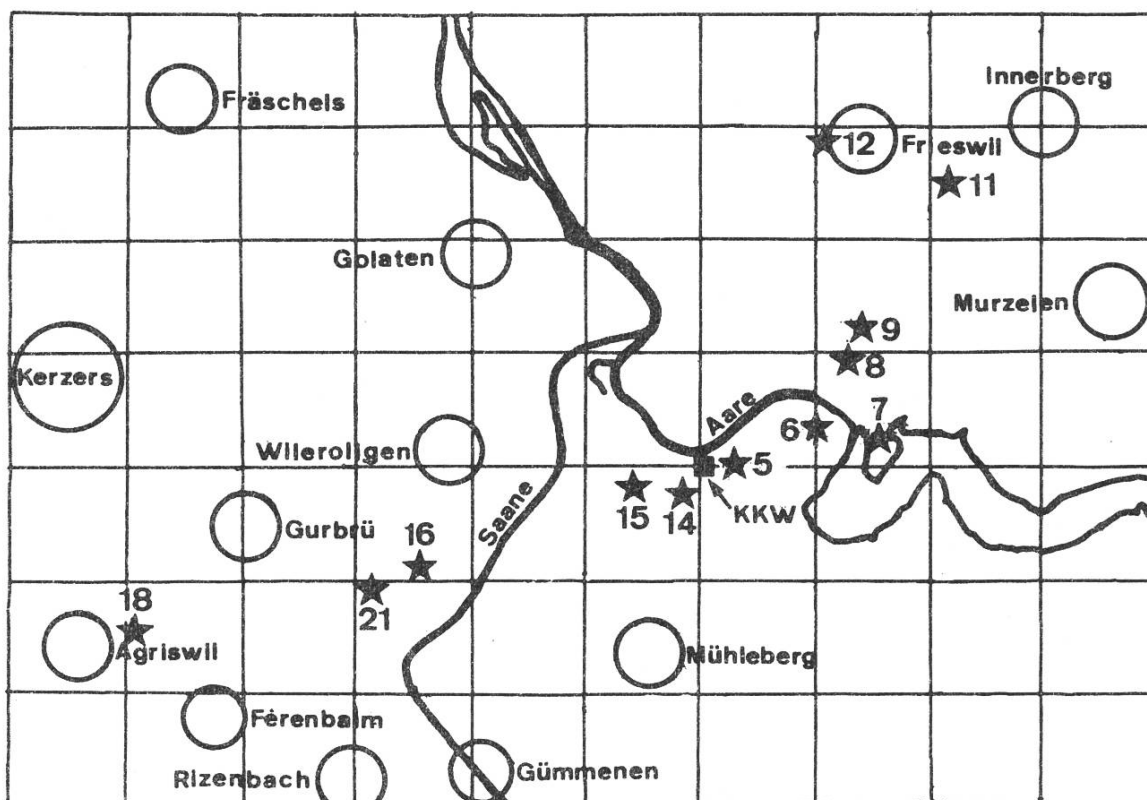 Innerberg
Fräschels
12
Frieswil
11
Golaten
Murzelen
9
8
Kerzers
Aare
7
6
Wileroltigen
5
Saane
KKW
15
14
Gurbrü
16
18
21
Agriswil
Mühleberg
Ferenbalm
Rizenbach
Gümmenen